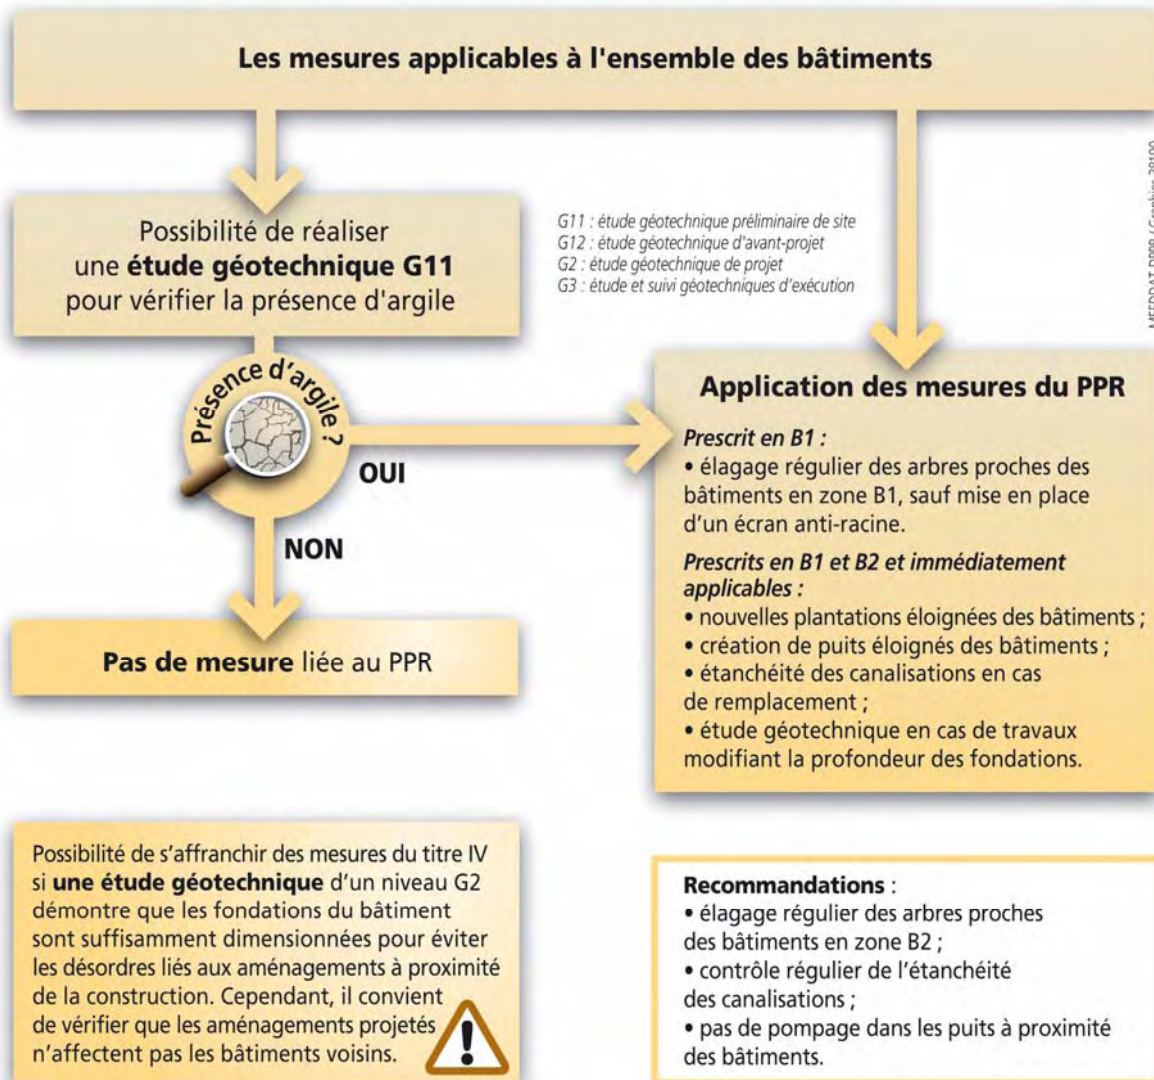 Les mesures applicables à l'ensemble des bâtiments
Possibilité de réaliser
une étude géotechnique G11
pour vérifier la présence d'argile
G11 : étude géotechnique préliminaire de site
G12 : étude géotechnique d'avant-projet
G2 : étude géotechnique de projet
G3 : étude et suivi géotechniques d'exécution
Présence d'argile ?
OUI
NON
Pas de mesure liée au PPR
Application des mesures du PPR
Prescrit en B1 :
• élagage régulier des arbres proches des
bâtiments en zone B1, sauf mise en place
d'un écran anti-racine.
Prescrits en B1 et B2 et immédiatement
applicables :
• nouvelles plantations éloignées des bâtiments ;
• création de puits éloignés des bâtiments ;
• étanchéité des canalisations en cas
de remplacement ;
• étude géotechnique en cas de travaux
modifiant la profondeur des fondations.
Possibilité de s'affranchir des mesures du titre IV
si une étude géotechnique d'un niveau G2
démontre que les fondations du bâtiment
sont suffisamment dimensionnées pour éviter
les désordres liés aux aménagements à proximité
de la construction. Cependant, il convient
de vérifier que les aménagements projetés
n'affectent pas les bâtiments voisins.
!
Recommandations :
• élagage régulier des arbres proches
des bâtiments en zone B2 ;
• contrôle régulier de l'étanchéité
des canalisations ;
• pas de pompage dans les puits à proximité
des bâtiments.